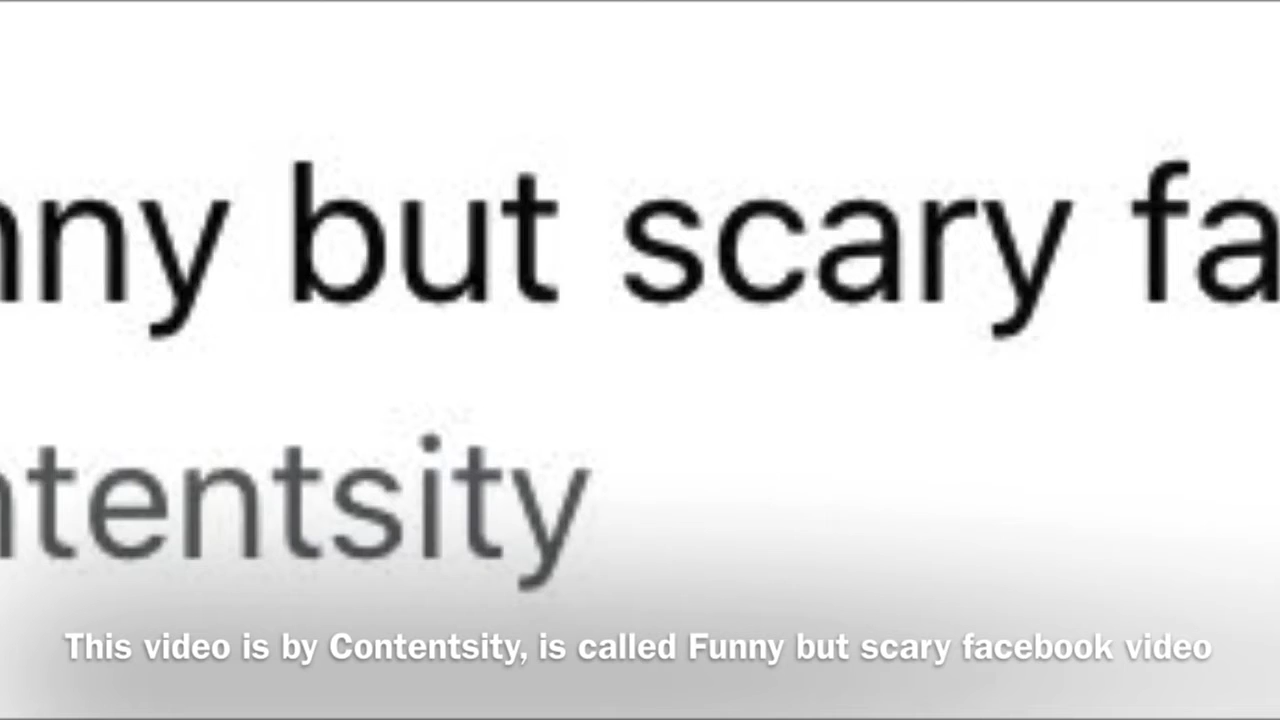 nny but scary fa
ntentsity
This video is by Contentsity, is called Funny but scary facebook video